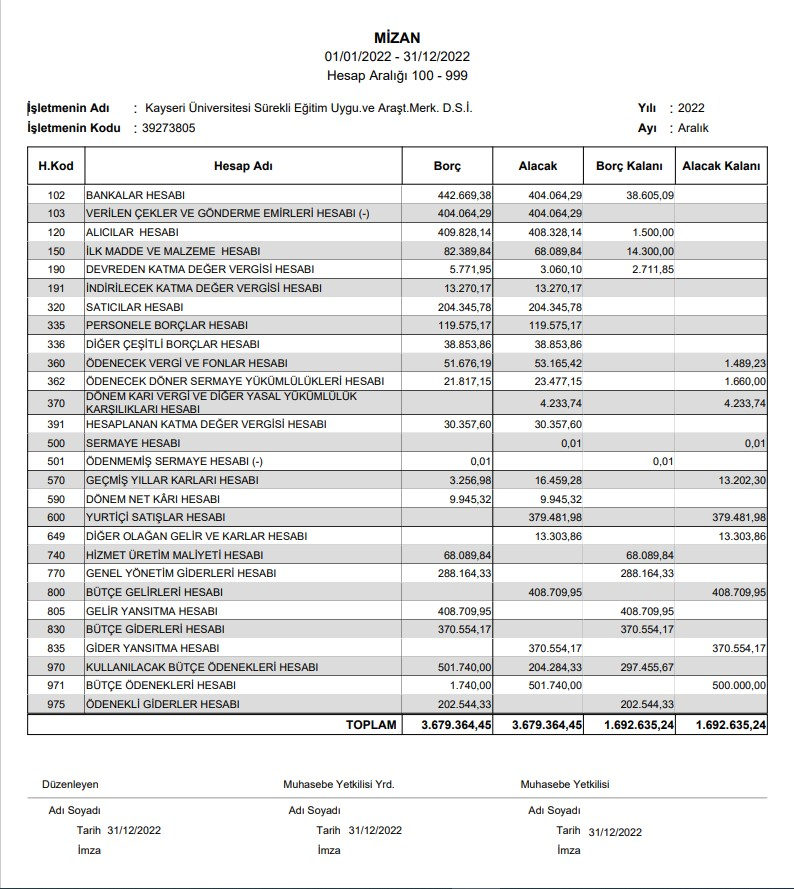 MİZAN
01/01/2022 - 31/12/2022
Hesap Aralığı 100 - 999
İşletmenin Adı : Kayseri Üniversitesi Sürekli Eğitim Uygu.ve Araşt.Merk. D.S.İ. Yılı : 2022
İşletmenin Kodu : 39273805 Ayı : Aralık
H.Kod Hesap Adı Borç Alacak Borç Kalanı Alacak Kalanı
102 BANKALAR HESABI 442.669,38 404.064,29 38.605,09
103 VERİLEN ÇEKLER VE GÖNDERME EMİRLERİ HESABI (-) 404.064,29 404.064,29
120 ALICILAR HESABI 409.828,14 408.328,14 1.500,00
150 İLK MADDE VE MALZEME HESABI 82.389,84 68.089,84 14.300,00
190 DEVREDEN KATMA DEĞER VERGİSİ HESABI 5.771,95 3.060,10 2.711,85
191 İNDİRİLECEK KATMA DEĞER VERGİSİ HESABI 13.270,17 13.270,17
320 SATICILAR HESABI 204.345,78 204.345,78
335 PERSONELE BORÇLAR HESABI 119.575,17 119.575,17
336 DİĞER ÇEŞİTLİ BORÇLAR HESABI 38.853,86 38.853,86
360 ÖDENECEK VERGİ VE FONLAR HESABI 51.676,19 53.165,42 1.489,23
362 ÖDENECEK DÖNER SERMAYE YÜKÜMLÜLÜKLERİ HESABI 21.817,15 23.477,15 1.660,00
370 DÖNEM KARI VERGİ VE DİĞER YASAL YÜKÜMLÜLÜK
KARŞILIKLARI HESABI 4.233,74 4.233,74
391 HESAPLANAN KATMA DEĞER VERGİSİ HESABI 30.357,60 30.357,60
500 SERMAYE HESABI 0,01 0,01
501 ÖDENMEMİŞ SERMAYE HESABI (-) 0,01 0,01
570 GEÇMİŞ YILLAR KARLARI HESABI 3.256,98 16.459,28 13.202,30
590 DÖNEM NET KÂRI HESABI 9.945,32 9.945,32
600 YURTİÇİ SATIŞLAR HESABI 379.481,98 379.481,98
649 DİĞER OLAĞAN GELİR VE KARLAR HESABI 13.303,86 13.303,86
740 HİZMET ÜRETİM MALİYETİ HESABI 68.089,84 68.089,84
770 GENEL YÖNETİM GİDERLERİ HESABI 288.164,33 288.164,33
800 BÜTÇE GELİRLERİ HESABI 408.709,95 408.709,95
805 GELİR YANSITMA HESABI 408.709,95 408.709,95
830 BÜTÇE GİDERLERİ HESABI 370.554,17 370.554,17
835 GİDER YANSITMA HESABI 370.554,17 370.554,17
970 KULLANILACAK BÜTÇE ÖDENEKLERİ HESABI 501.740,00 204.284,33 297.455,67
971 BÜTÇE ÖDENEKLERİ HESABI 1.740,00 501.740,00 500.000,00
975 ÖDENEKLİ GİDERLER HESABI 202.544,33 202.544,33
TOPLAM 3.679.364,45 3.679.364,45 1.692.635,24 1.692.635,24
Düzenleyen Muhasebe Yetkilisi Yrd. Muhasebe Yetkilisi
Adı Soyadı Adı Soyadı Adı Soyadı
Tarih 31/12/2022 Tarih 31/12/2022 Tarih 31/12/2022
İmza İmza İmza